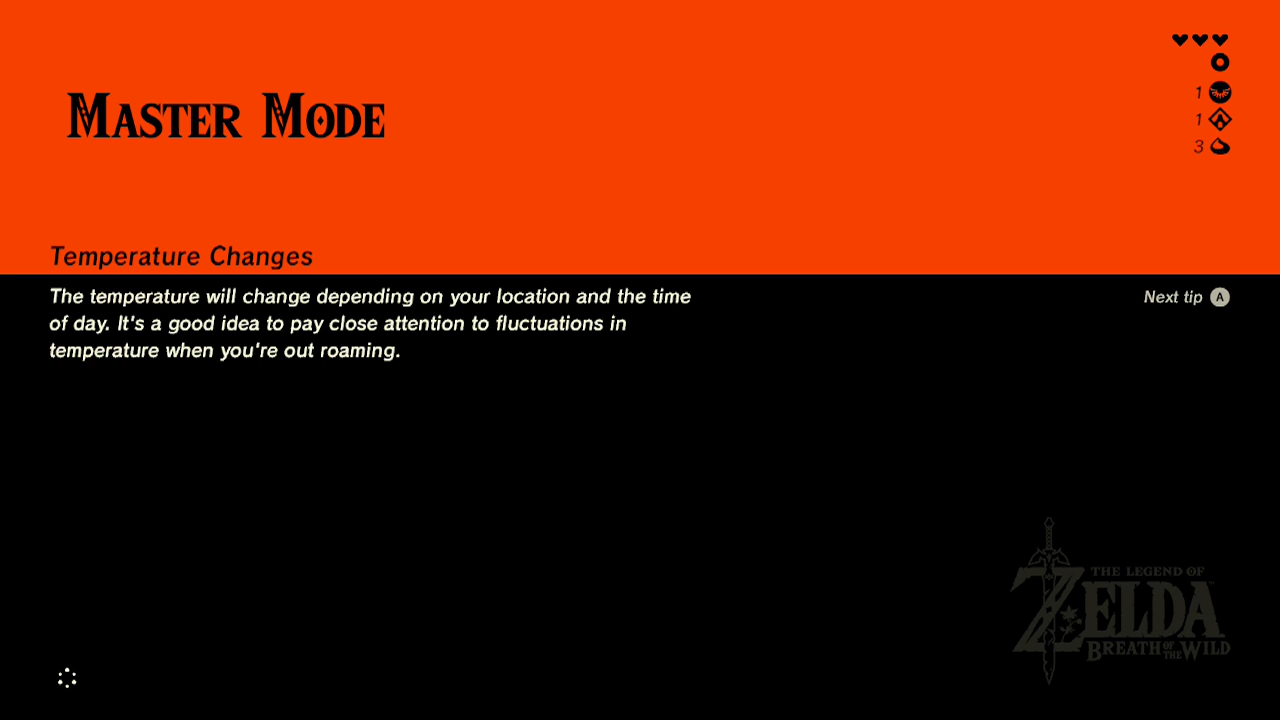 Master Mode
1
1
3
Temperature Changes
The temperature will change depending on your location and the time
of day. It's a good idea to pay close attention to fluctuations in
temperature when you're out roaming.
Next tip A
THE LEGEND OF
ZELDA
BREATH OF THE WILD